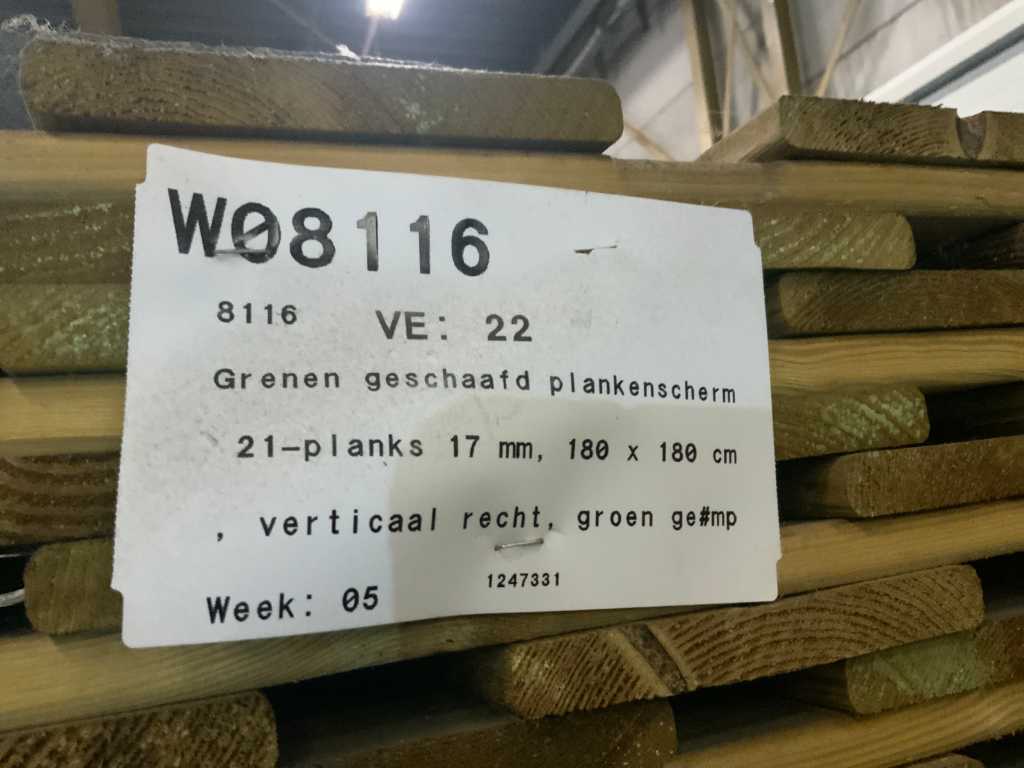 W08116
8116 VE: 22
Grenen geschaafd plankenscherm
21-planks 17 mm, 180 x 180 cm
, verticaal recht, groen ge#mp
1247331
Week: 05